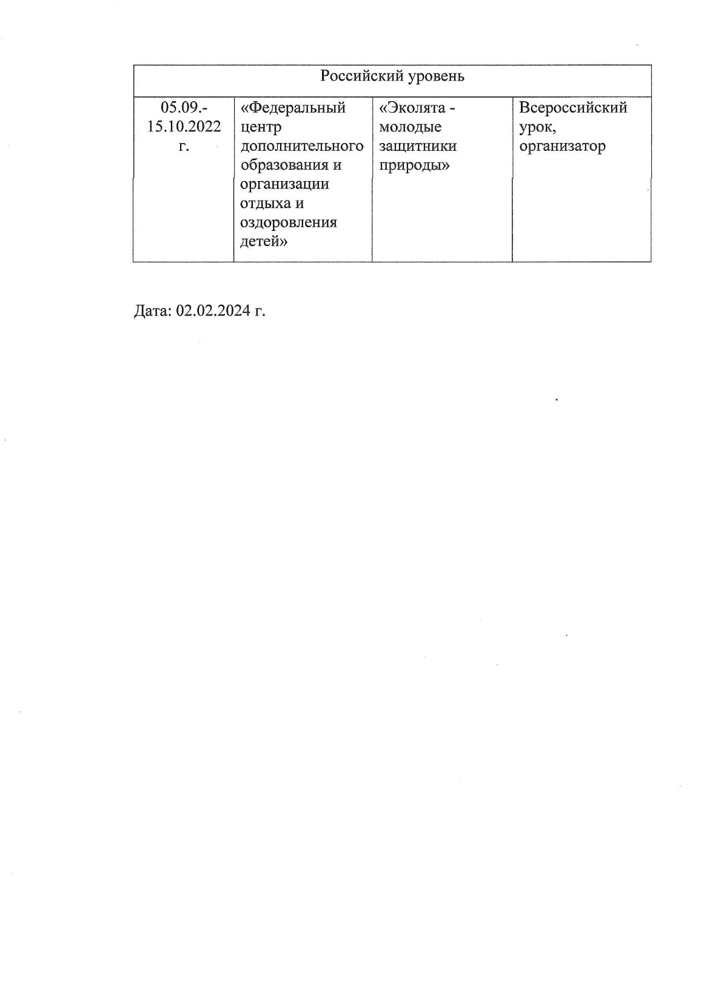 Российский уровень
05.09.-
15.10.2022
г.
«Федеральный
центр
дополнительного
образования и
организации
отдыха и
оздоровления
детей»
«Эколята -
молодые
защитники
природы»
Всероссийский
урок,
организатор
Дата: 02.02.2024 г.